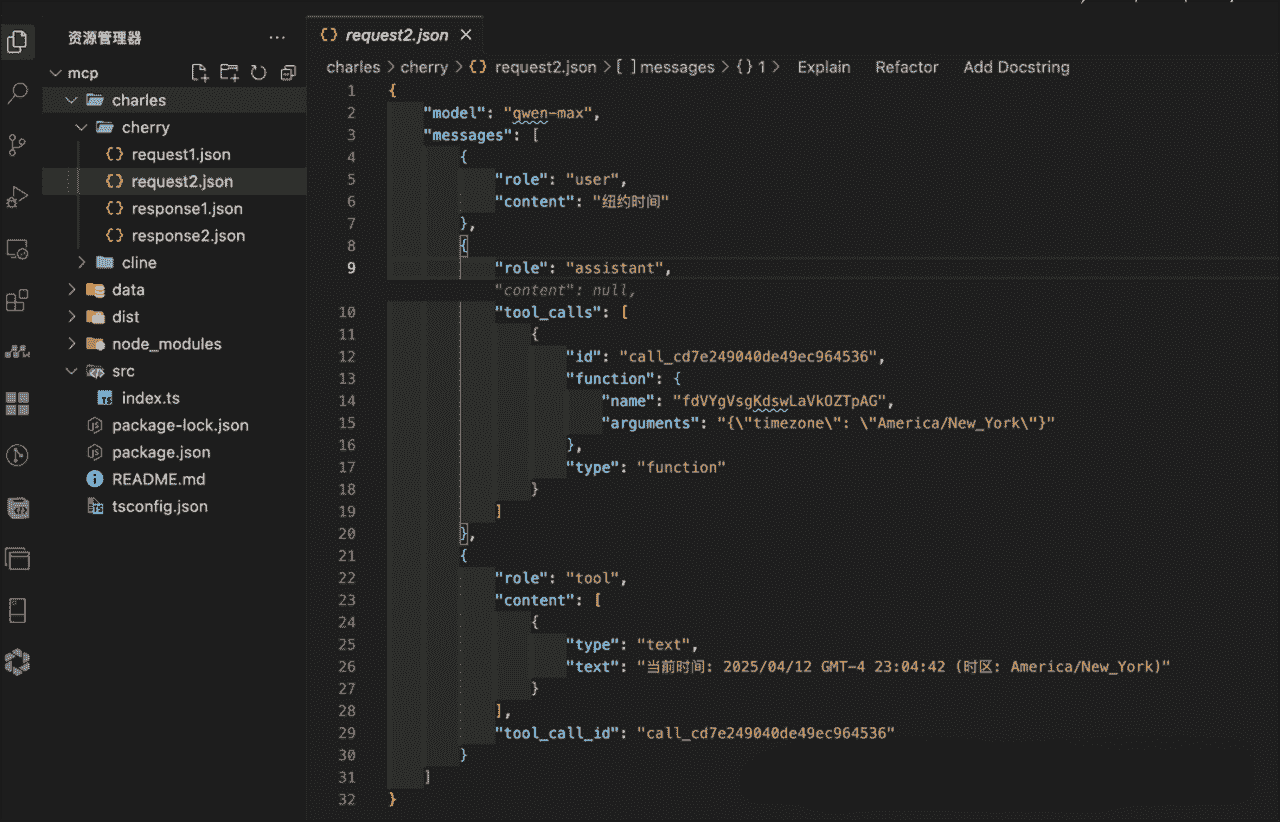 资源管理器
...
mcp
charles
cherry
request1.json
request2.json
response1.json
response2.json
cline
data
dist
node_modules
src
index.ts
package-lock.json
package.json
README.md
tsconfig.json
{} request2.json ×
charles > cherry > {} request2.json > [ ] messages > {} 1 > Explain Refactor Add Docstring
1 {
2 "model": "qwen-max",
3 "messages": [
4 {
5 "role": "user",
6 "content": "纽约时间"
7 },
8 {
9 "role": "assistant",
"content": null,
10 "tool_calls": [
11 {
12 "id": "call_cd7e249040de49ec964536",
13 "function": {
14 "name": "fdVYgVsgKdswLaVkOZTpAG",
15 "arguments": "{\"timezone\": \"America/New_York\"}"
16 },
17 "type": "function"
18 }
19 ]
20 },
21 {
22 "role": "tool",
23 "content": [
24 {
25 "type": "text",
26 "text": "当前时间: 2025/04/12 GMT-4 23:04:42 (时区: America/New_York)"
27 }
28 ],
29 "tool_call_id": "call_cd7e249040de49ec964536"
30 }
31 ]
32 }